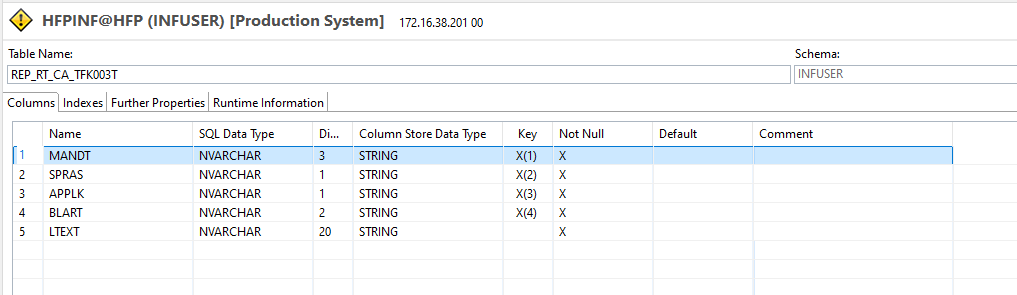 HFPINF@HFP (INFUSER) [Production System] 172.16.38.201 00
Table Name: Schema:
REP_RT_CA_TFK003T INFUSER
Columns Indexes Further Properties Runtime Information
Name SQL Data Type Di... Column Store Data Type Key Not Null Default Comment
1 MANDT NVARCHAR 3 STRING X(1) X
2 SPRAS NVARCHAR 1 STRING X(2) X
3 APPLK NVARCHAR 1 STRING X(3) X
4 BLART NVARCHAR 2 STRING X(4) X
5 LTEXT NVARCHAR 20 STRING X